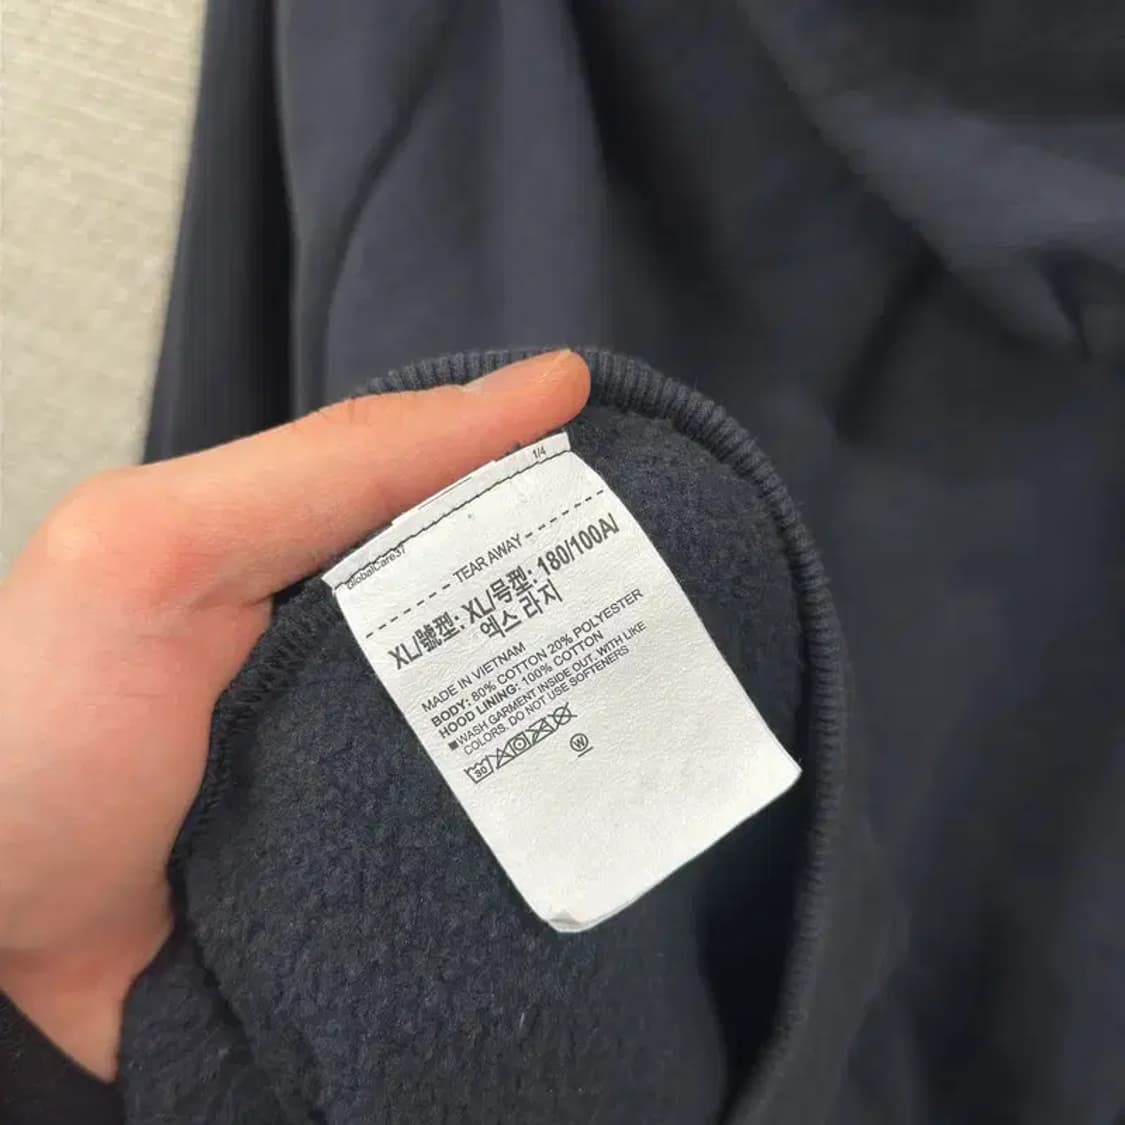 1/4
GlobalCare37
TEAR AWAY
XL/號型: XL/号型: 180/100A/
엑스 라지
MADE IN VIETNAM
BODY: 80% COTTON 20% POLYESTER
HOOD LINING: 100% COTTON
■WASH GARMENT INSIDE OUT, WITH LIKE
COLORS. DO NOT USE SOFTENERS
30
W